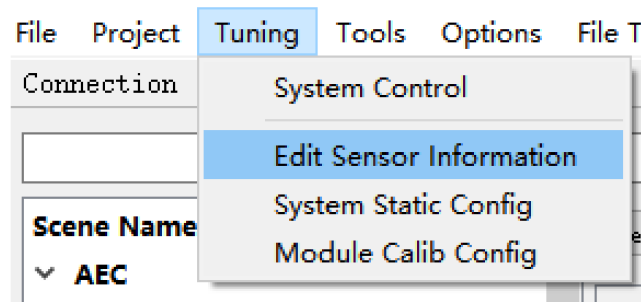 File Project Tuning Tools Options File T
Connection
System Control
Edit Sensor Information
System Static Config
Scene Name
Module Calib Config
AEC